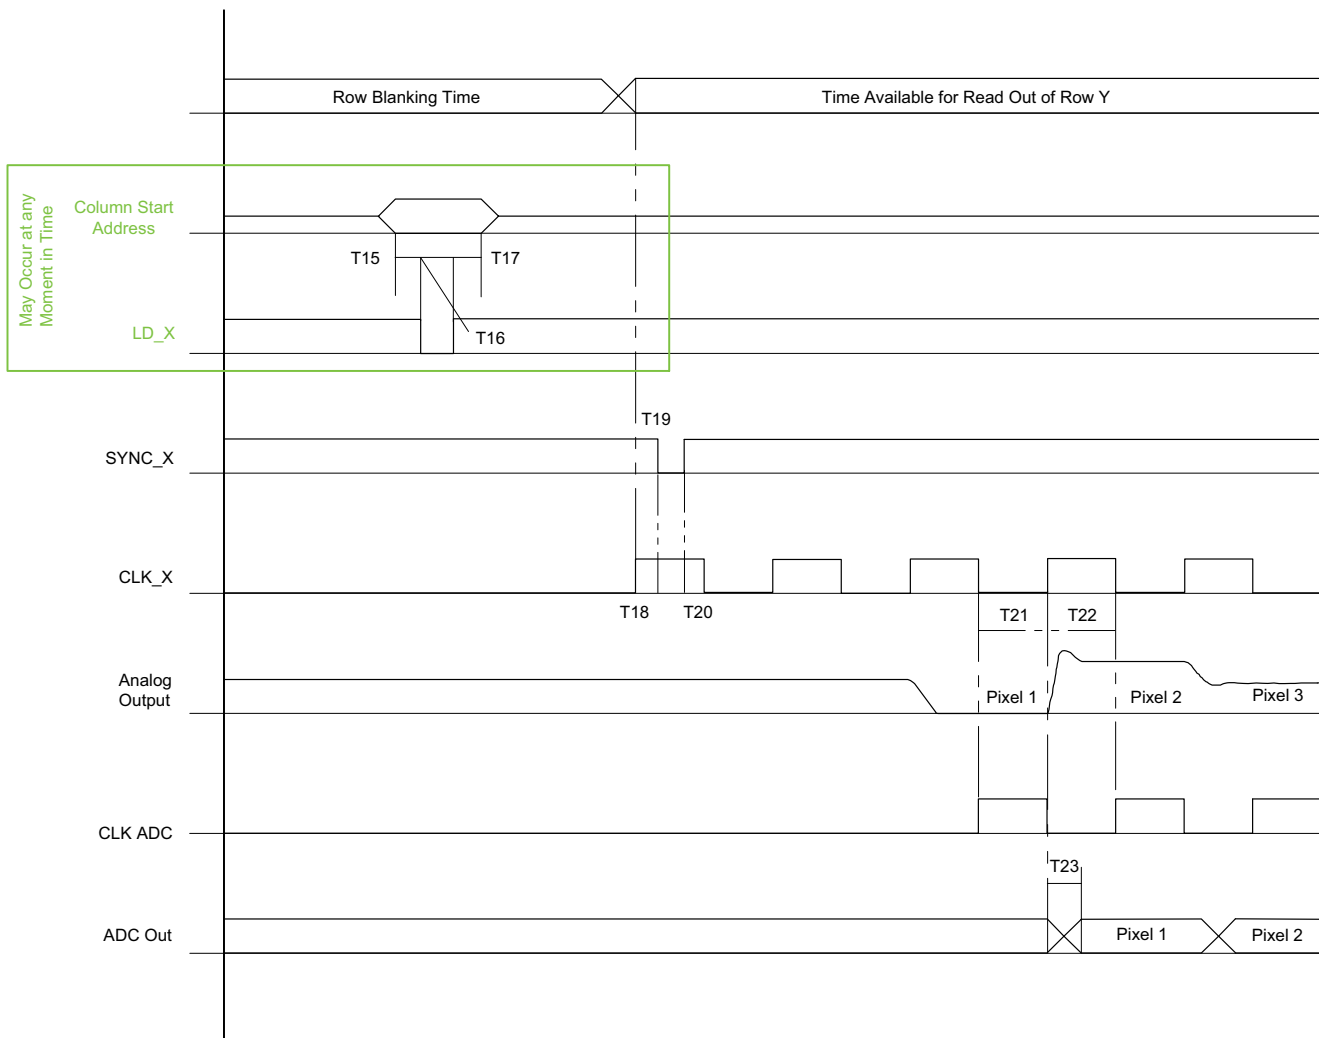 Row Blanking Time
Time Available for Read Out of Row Y
May Occur at any
Moment in Time
Column Start
Address
T15
T17
LD_X
T16
T19
SYNC_X
CLK_X
T18
T20
T21
T22
Analog
Output
Pixel 1
Pixel 2
Pixel 3
CLK ADC
T23
ADC Out
Pixel 1
Pixel 2